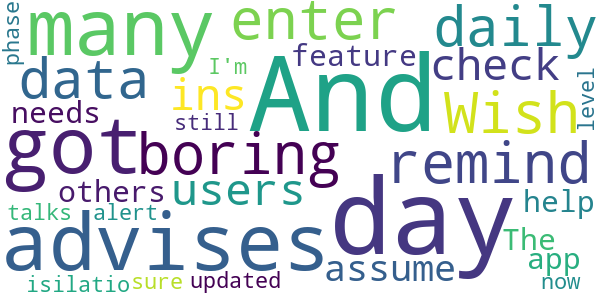 phase many enter daily
I'm feature check
data ins And Wish level
needs still
got boring remind
others users help
talks alert day The
advises assume app
isilatio sure updated now